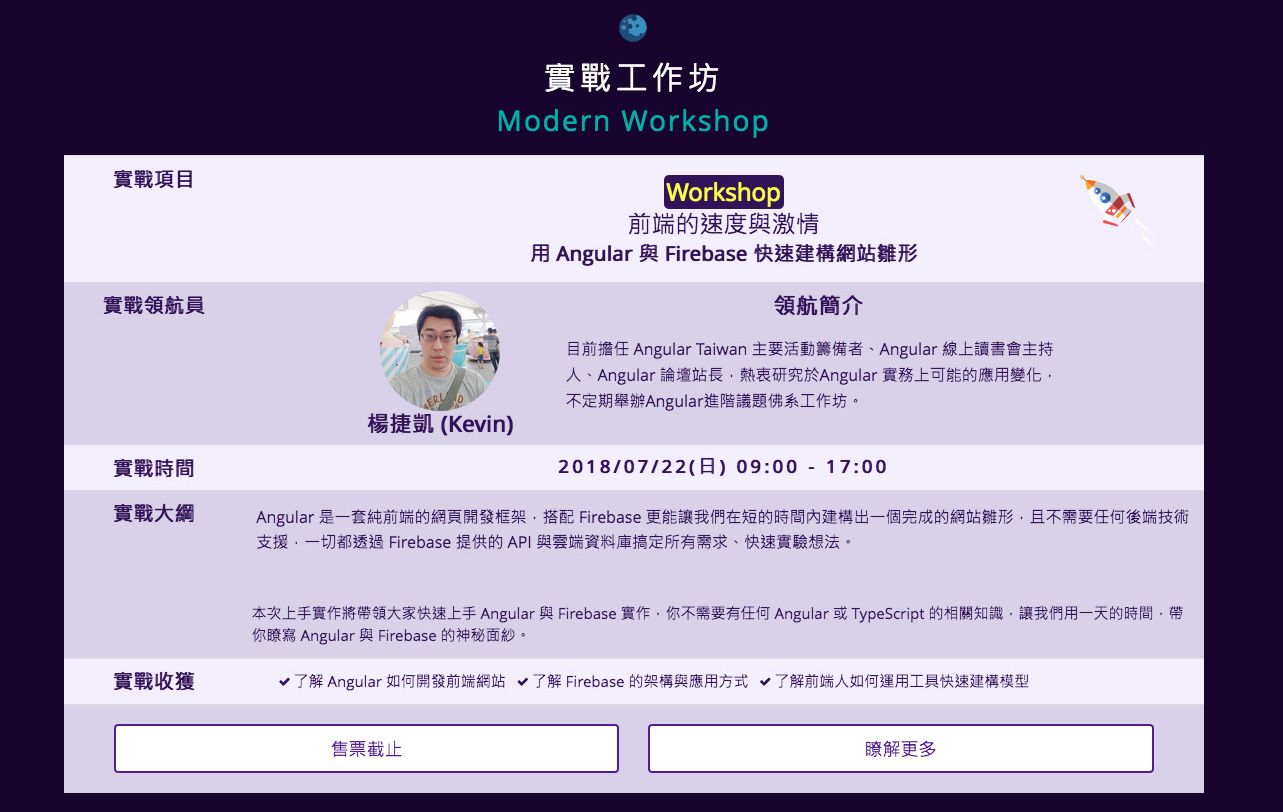 實戰工作坊
Modern Workshop
實戰項目
Workshop
前端的速度與激情
用 Angular 與 Firebase 快速建構網站雛形
實戰領航員
楊捷凱 (Kevin)
領航簡介
目前擔任 Angular Taiwan 主要活動籌備者、Angular 線上讀書會主持
人、Angular 論壇站長，熱衷研究於Angular 實務上可能的應用變化，
不定期舉辦Angular進階議題佛系工作坊。
實戰時間
2018/07/22(日) 09:00 - 17:00
實戰大綱
Angular 是一套純前端的網頁開發框架，搭配 Firebase 更能讓我們在短的時間內建構出一個完成的網站雛形，且不需要任何後端技術
支援，一切都透過 Firebase 提供的 API 與雲端資料庫搞定所有需求、快速實驗想法。
本次上手實作將帶領大家快速上手 Angular 與 Firebase 實作，你不需要有任何 Angular 或 TypeScript 的相關知識，讓我們用一天的時間，帶
你瞭寫 Angular 與 Firebase 的神秘面紗。
實戰收獲
✔ 了解 Angular 如何開發前端網站 ✔ 了解 Firebase 的架構與應用方式 ✔ 了解前端人如何運用工具快速建構模型
售票截止
瞭解更多